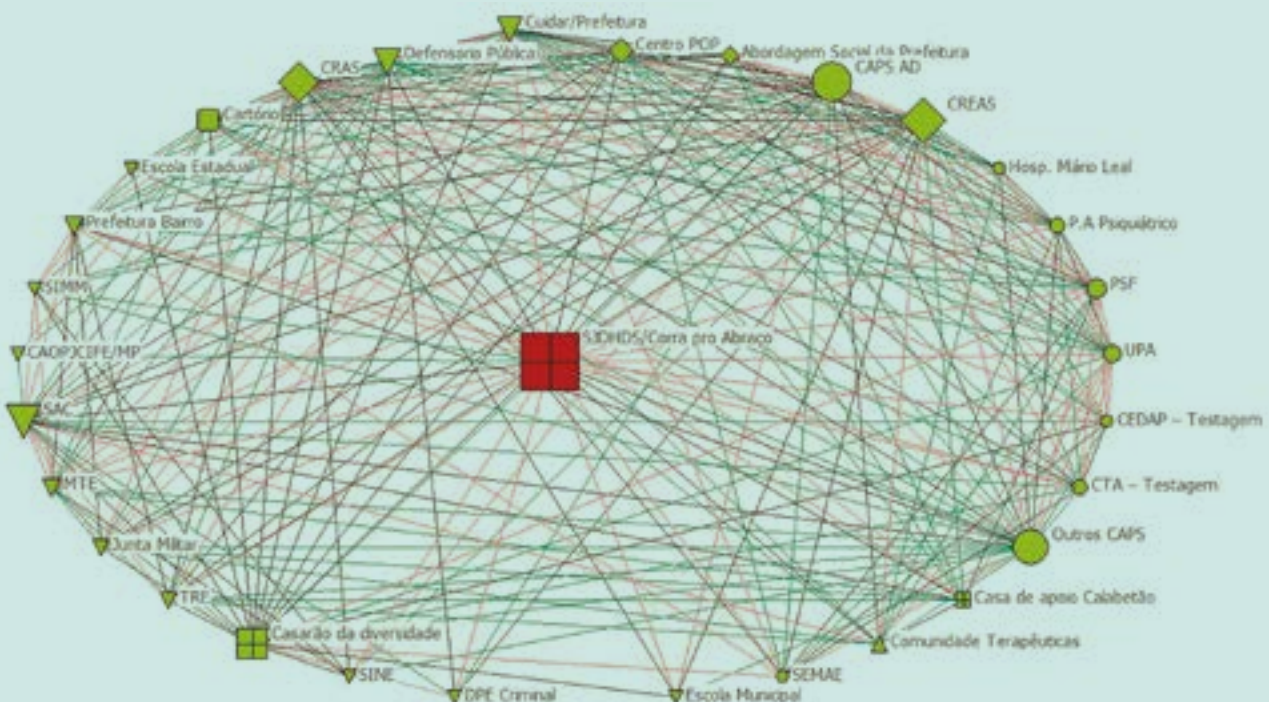 Cuidar/Prefeitura
Centro POP
Defensoria Pública
Abordagem Social da Prefeitura
CAPS AD
CRAS
CREAS
Cartório
Escola Estadual
Hosp. Mário Leal
Prefeitura Bairro
P.A Psiquiátrico
SIMM
PSF
SJDHDS/Corra pro Abraço
CAOPJCIFE/MP
UPA
SAC
CEDAP – Testagem
MTE
CTA – Testagem
Outros CAPS
Junta Militar
TRE
Casa de apoio Calabetão
Casarão da diversidade
Comunidade Terapêuticas
SINE
SEMAE
DPE Criminal
Escola Municipal